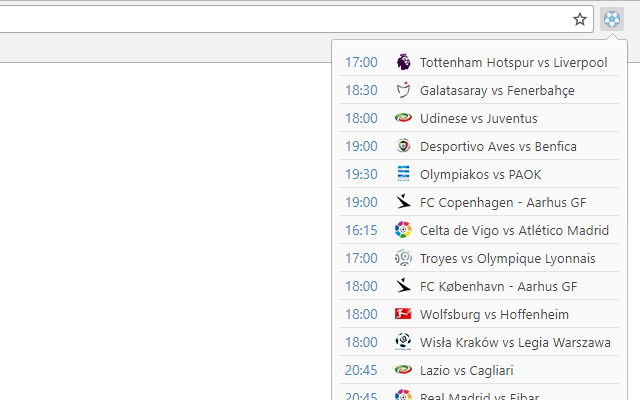 17:00 Tottenham Hotspur vs Liverpool
18:30 Galatasaray vs Fenerbahçe
18:00 Udinese vs Juventus
19:00 Desportivo Aves vs Benfica
19:30 Olympiakos vs PAOK
19:00 FC Copenhagen - Aarhus GF
16:15 Celta de Vigo vs Atlético Madrid
17:00 Troyes vs Olympique Lyonnais
18:00 FC København - Aarhus GF
18:00 Wolfsburg vs Hoffenheim
18:00 Wisła Kraków vs Legia Warszawa
20:45 Lazio vs Cagliari
20:45 Real Madrid vs Eibar